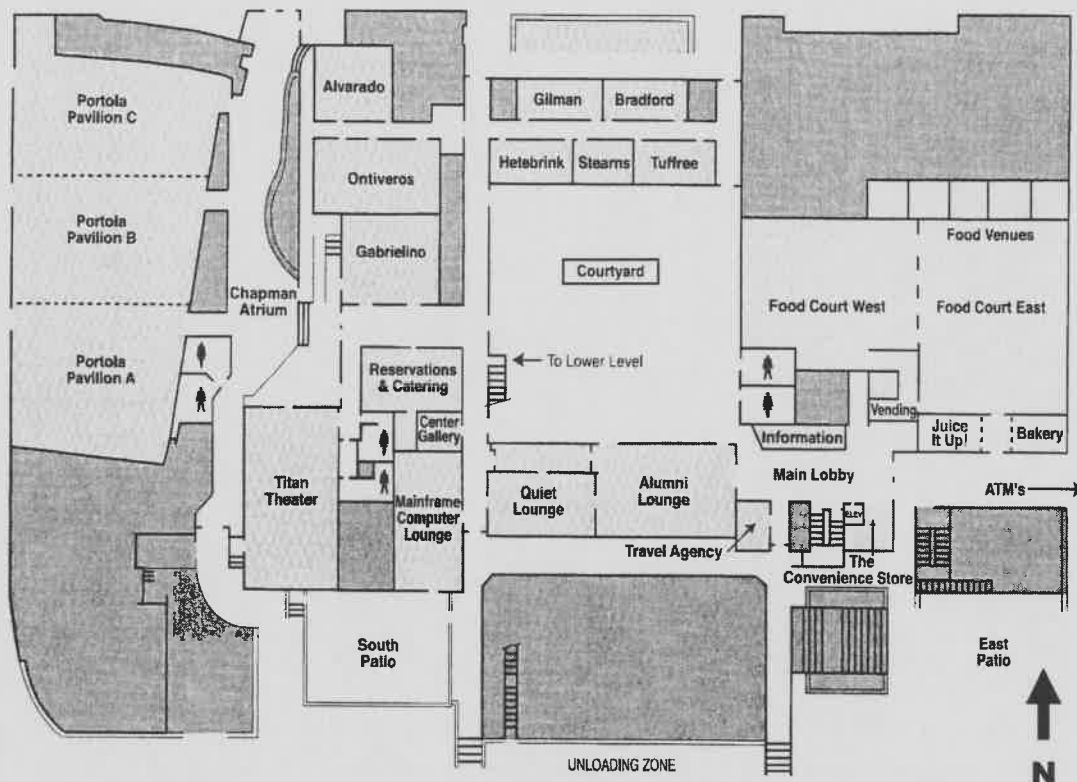 Portola
Pavilion C
Alvarado
Gilman
Bradford
Hetebrink
Stearns
Tuffree
Ontiveros
Portola
Pavilion B
Gabrielino
Food Venues
Courtyard
Chapman
Atrium
Food Court West
Food Court East
Portola
Pavilion A
To Lower Level
Reservations
& Catering
Center
Gallery
Vending
Juice
It Up!
Bakery
Information
Main Lobby
Titan
Theater
Quiet
Lounge
Alumni
Lounge
ATM's
Mainframe
Computer
Lounge
ELEV
Travel Agency
The
Convenience Store
South
Patio
East
Patio
UNLOADING ZONE
N